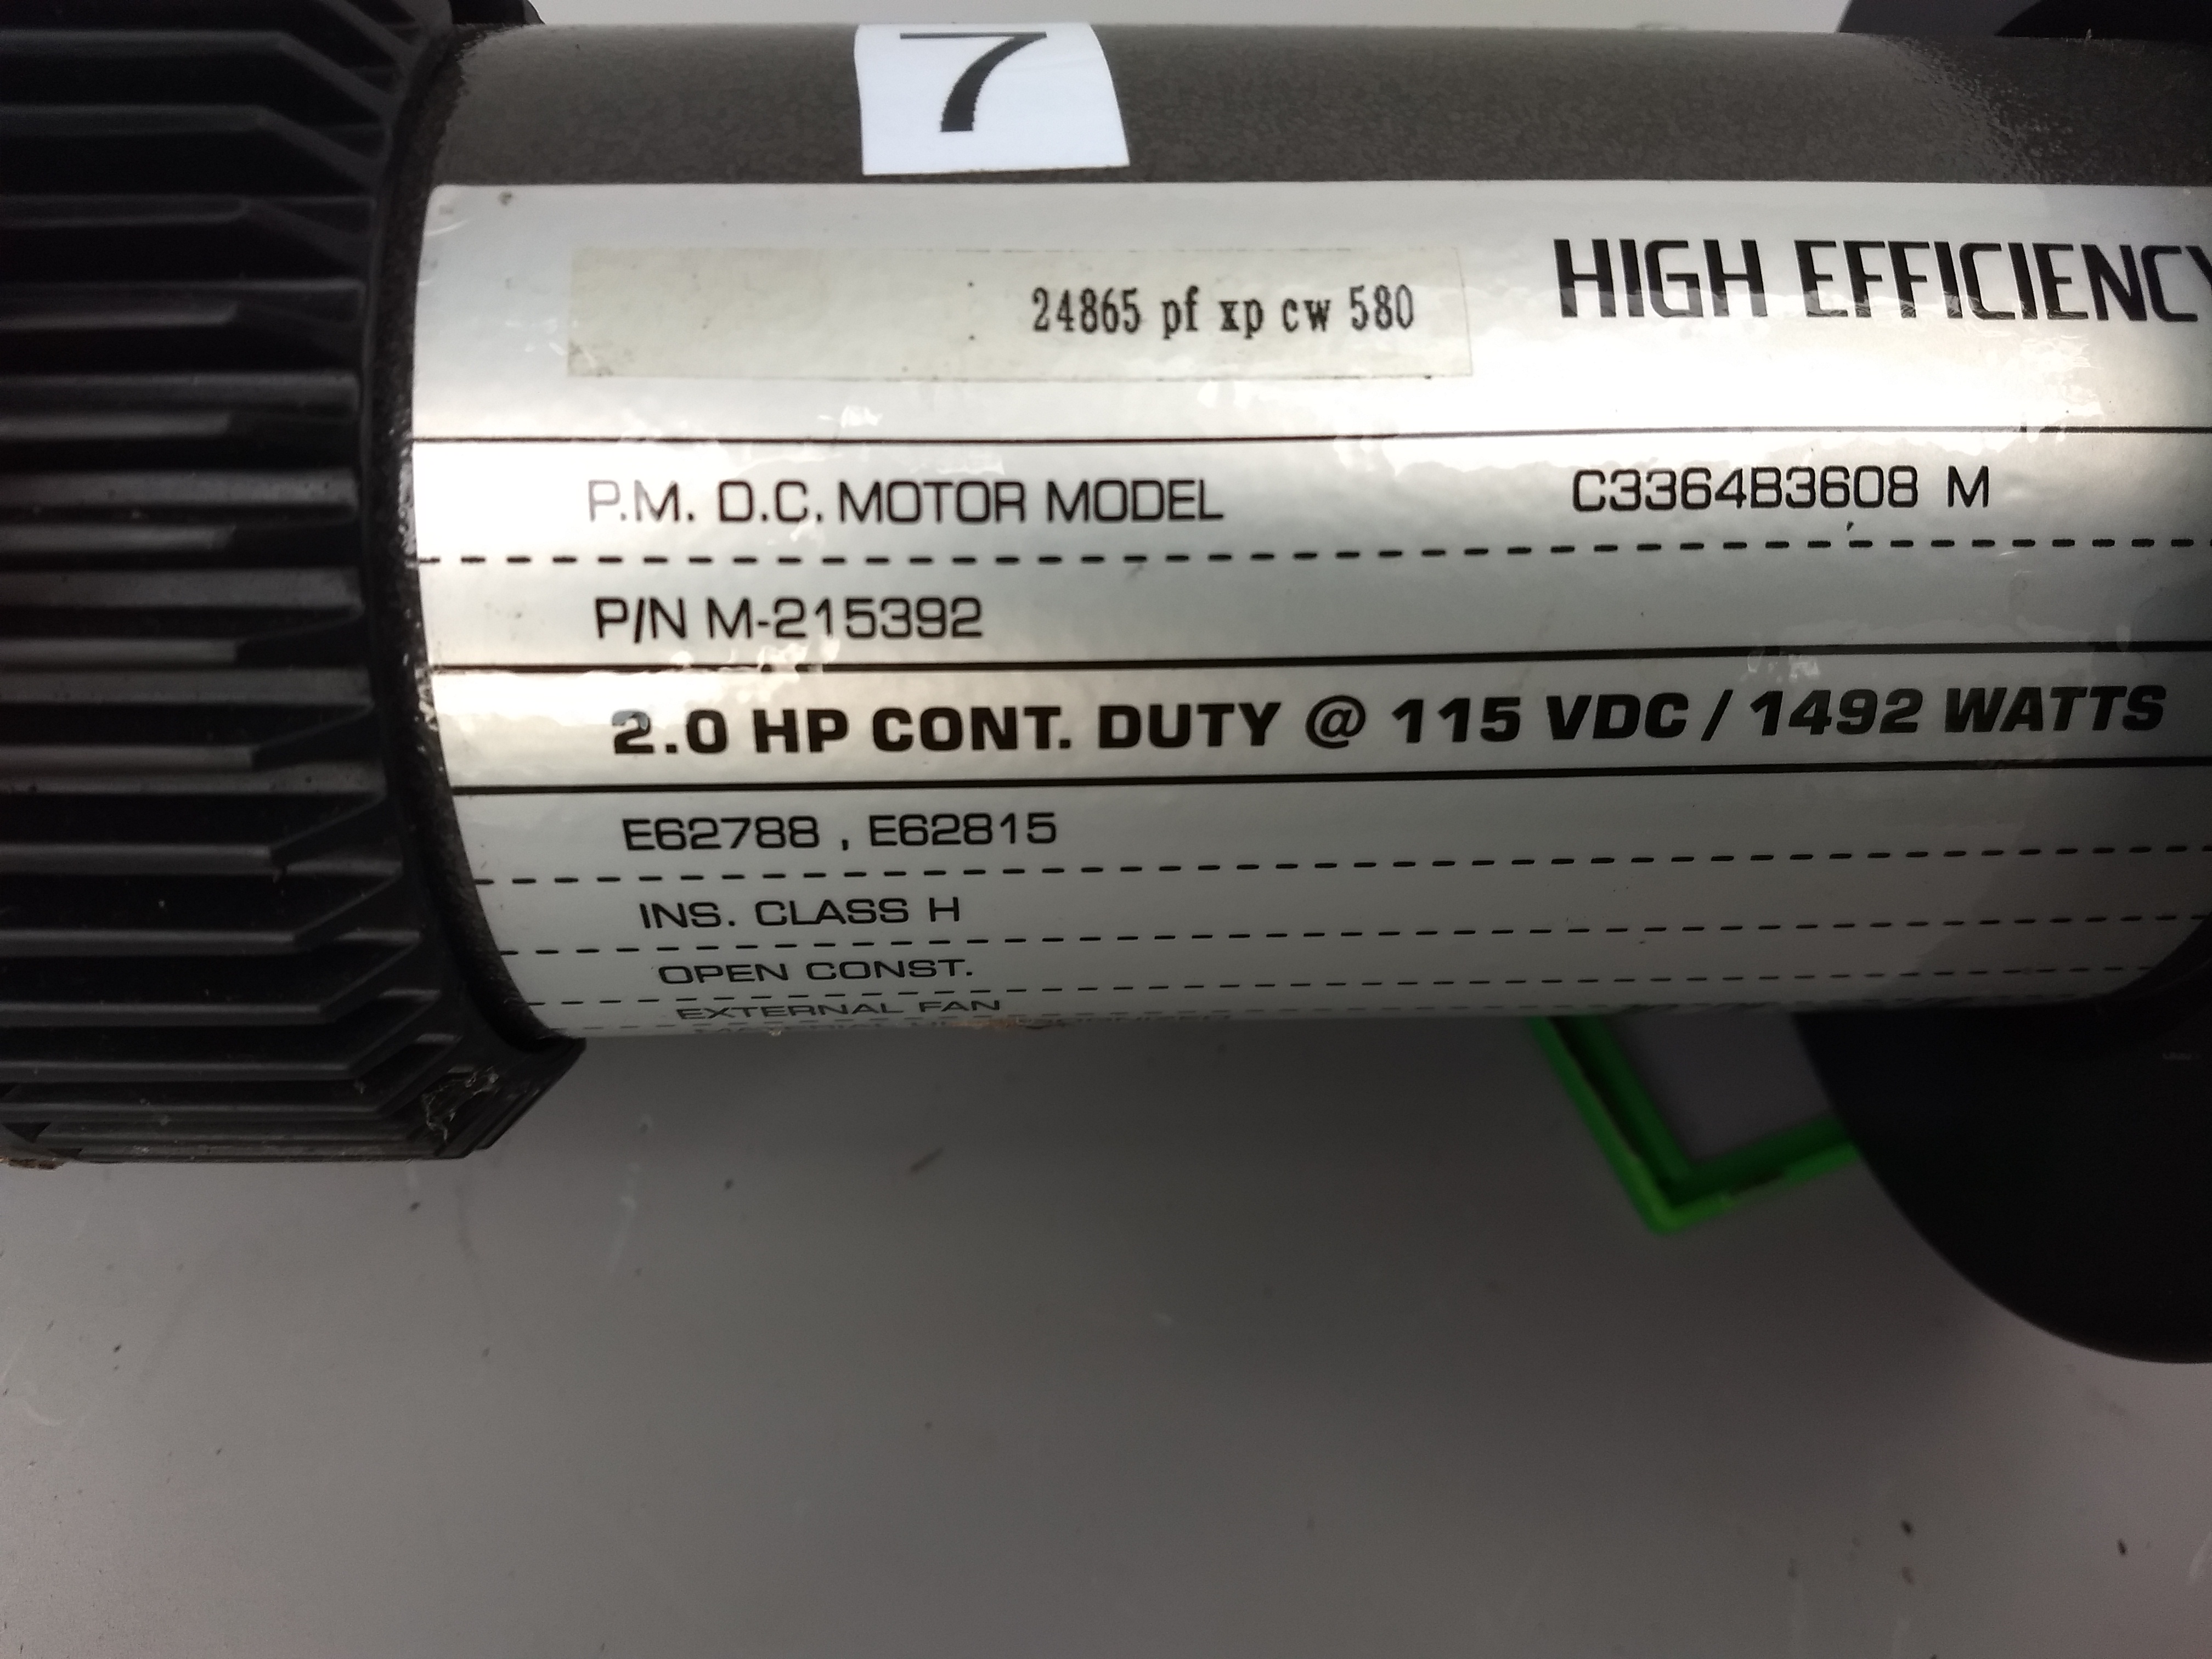 7
24865 pf xp cw 580
HIGH EFFICIENCY
P.M. D.C. MOTOR MODEL C3364B3608 M
P/N M-215392
2.0 HP CONT. DUTY @ 115 VDC / 1492 WATTS
E62788 , E62815
INS. CLASS H
OPEN CONST.
EXTERNAL FAN